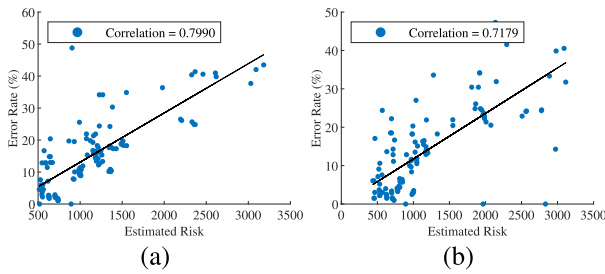 60
50
40
30
20
10
0
Error Rate (%)
Correlation = 0.7990
500 1000 1500 2000 2500 3000 3500
Estimated Risk
(a)
50
40
30
20
10
0
Error Rate (%)
Correlation = 0.7179
0 500 1000 1500 2000 2500 3000 3500
Estimated Risk
(b)